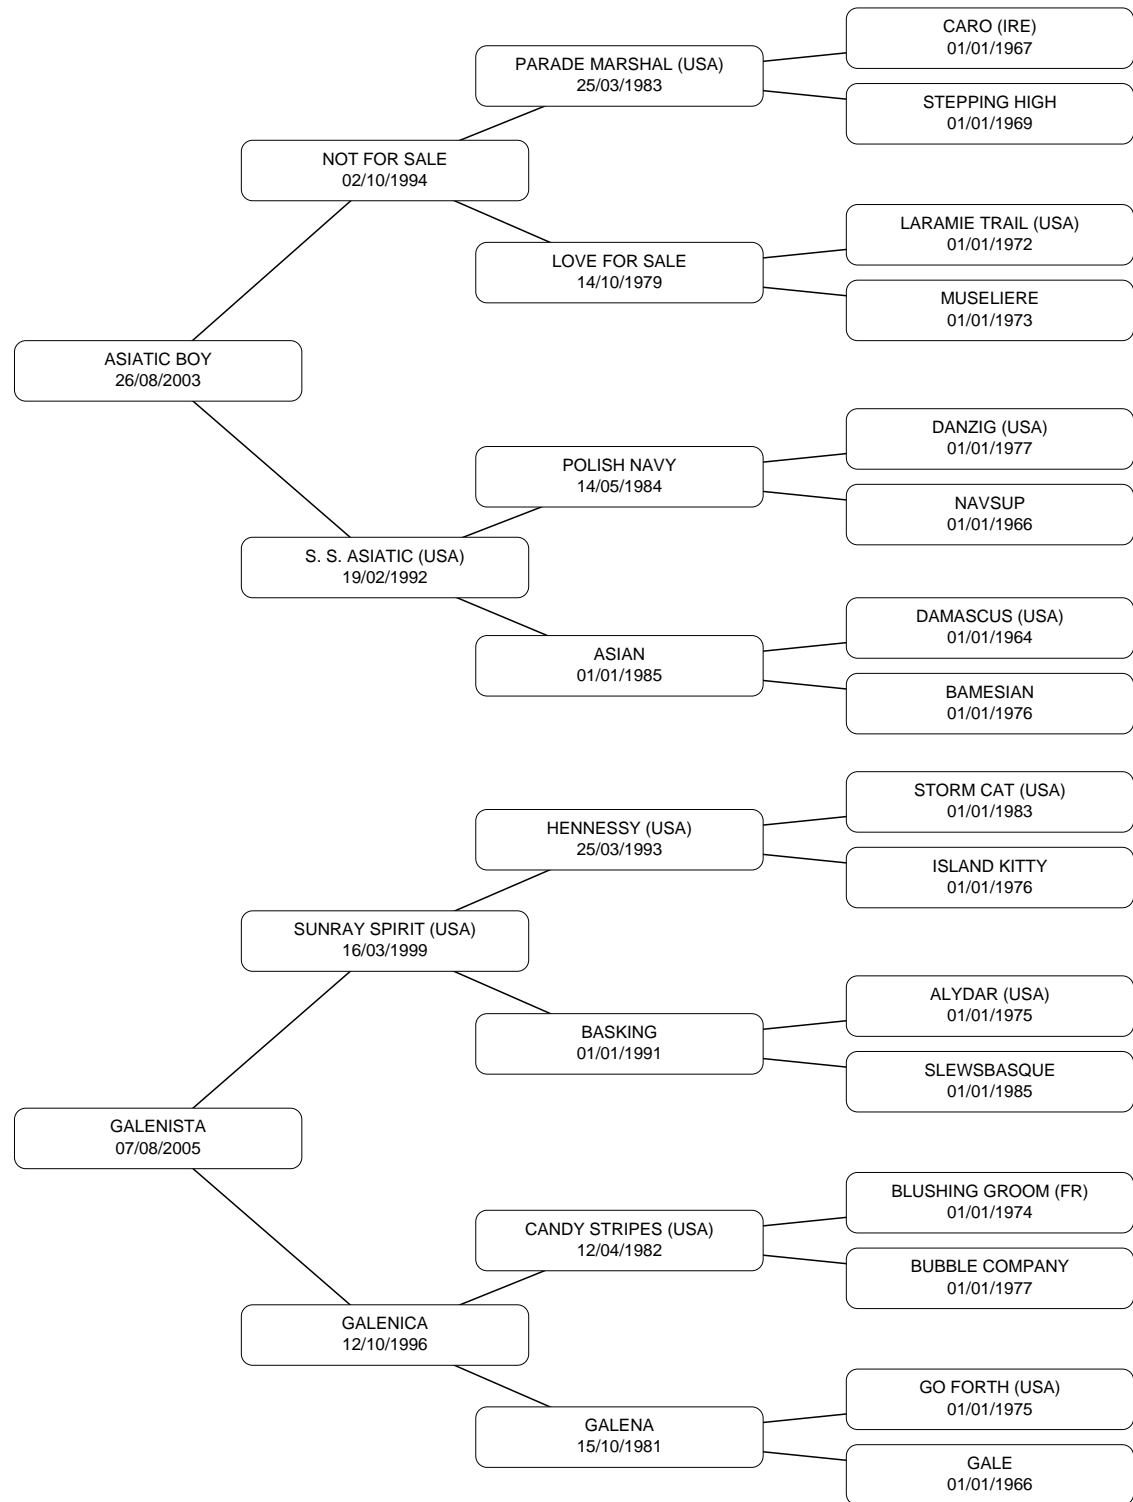 CARO (IRE)
01/01/1967
PARADE MARSHAL (USA)
25/03/1983
STEPPING HIGH
01/01/1969
NOT FOR SALE
02/10/1994
LARAMIE TRAIL (USA)
01/01/1972
LOVE FOR SALE
14/10/1979
MUSELIERE
01/01/1973
ASIATIC BOY
26/08/2003
DANZIG (USA)
01/01/1977
POLISH NAVY
14/05/1984
NAVSUP
01/01/1966
S. S. ASIATIC (USA)
19/02/1992
DAMASCUS (USA)
01/01/1964
ASIAN
01/01/1985
BAMESIAN
01/01/1976
STORM CAT (USA)
01/01/1983
HENNESSY (USA)
25/03/1993
ISLAND KITTY
01/01/1976
SUNRAY SPIRIT (USA)
16/03/1999
ALYDAR (USA)
01/01/1975
BASKING
01/01/1991
SLEWSBASQUE
01/01/1985
GALENISTA
07/08/2005
BLUSHING GROOM (FR)
01/01/1974
CANDY STRIPES (USA)
12/04/1982
BUBBLE COMPANY
01/01/1977
GALENICA
12/10/1996
GO FORTH (USA)
01/01/1975
GALENA
15/10/1981
GALE
01/01/1966